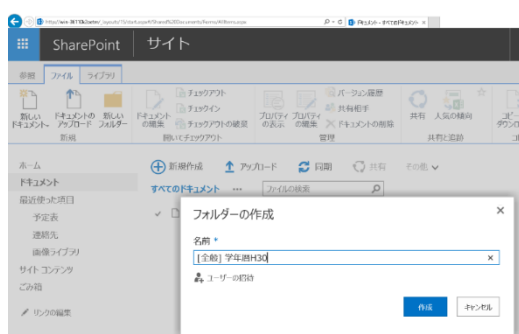 SharePoint サイト
参照 ファイル ライブラリ
新しい ドキュメント
ドキュメントの アップロード
新しい フォルダー
ドキュメント の編集
チェックアウト
チェックイン
チェックアウトの破棄
プロパティ の表示
プロパティ の編集
バージョン履歴
共有相手
ドキュメントの削除
共有 人気の傾向
新規 開いてチェックアウト 管理 共有と追跡
ホーム
ドキュメント
最近使った項目
予定表
連絡先
画像ライブラリ
サイト コンテンツ
ごみ箱
リンクの編集
新規作成 アップロード 同期 共有 その他
すべてのドキュメント ... ファイルの検索
フォルダーの作成
名前 *
[全般] 学年暦H30
ユーザーの招待
作成 キャンセル